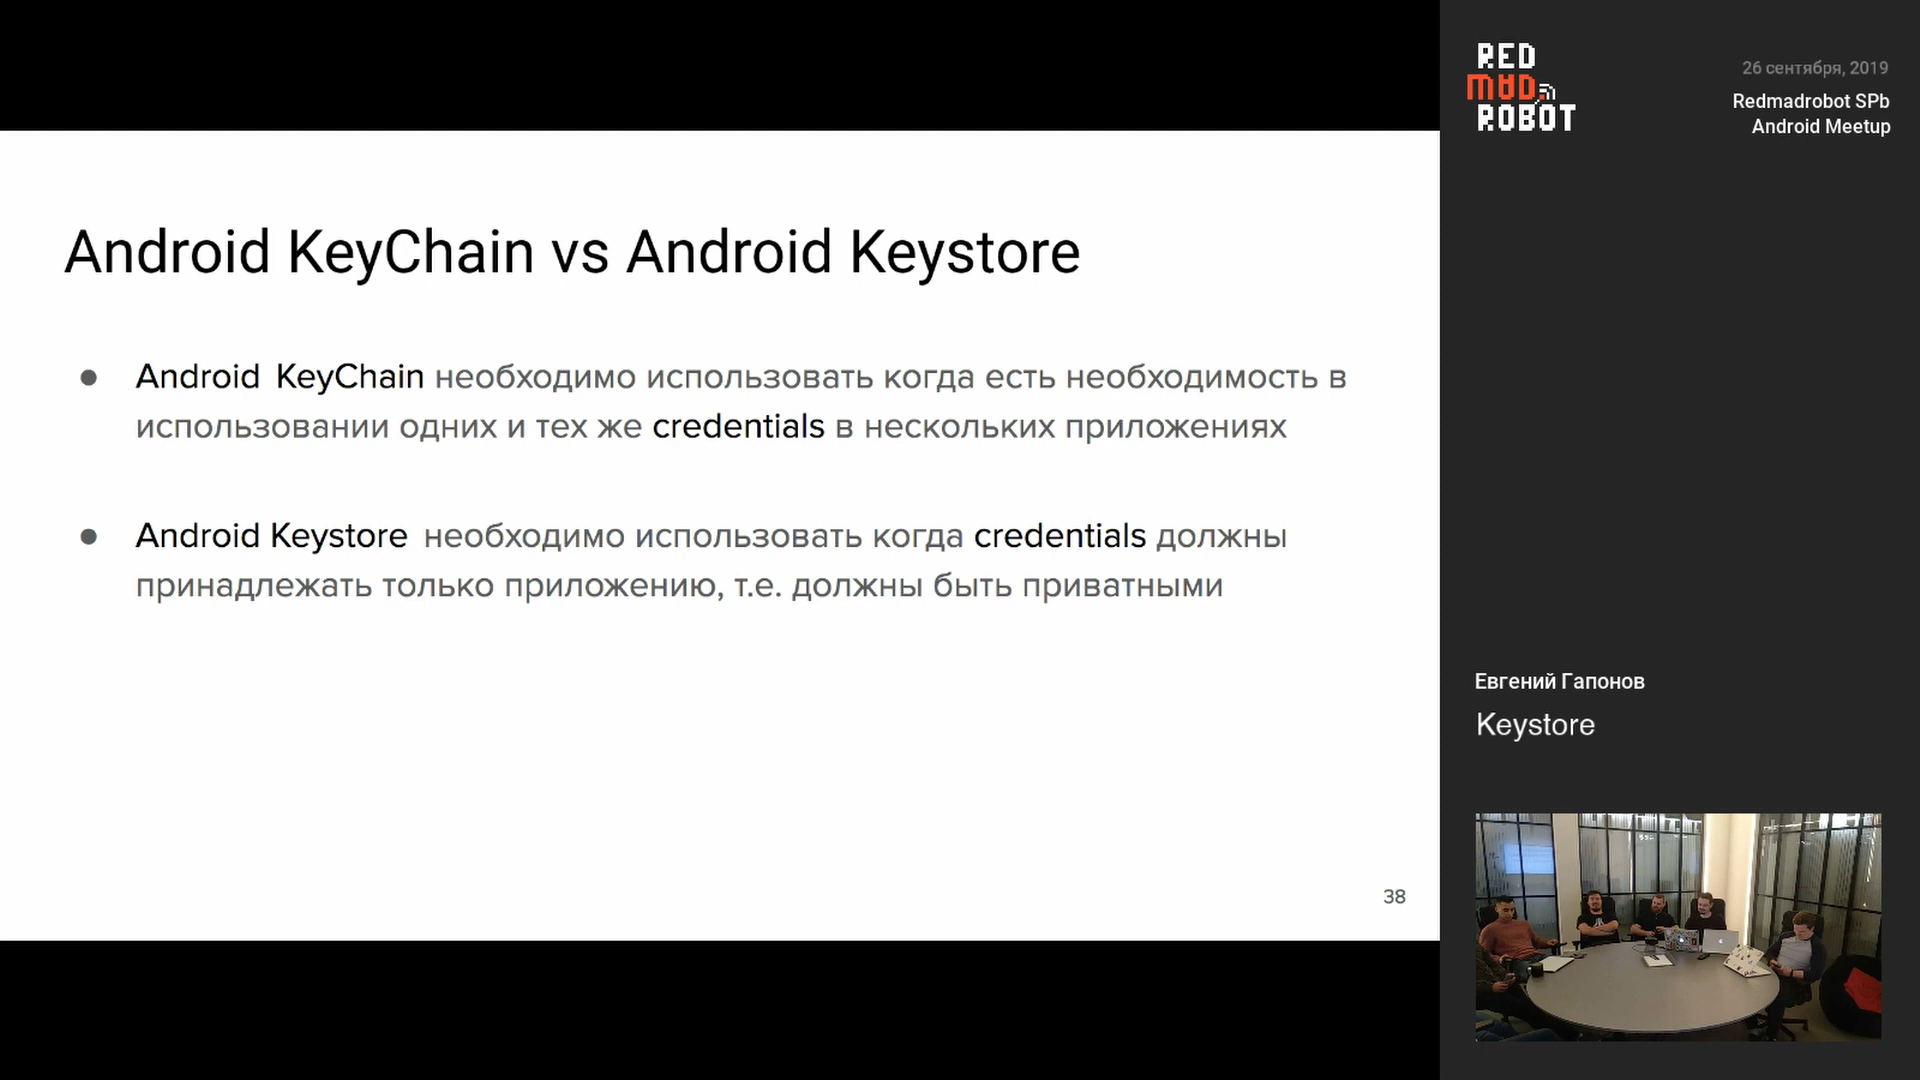 Android KeyChain vs Android Keystore
● Android KeyChain необходимо использовать когда есть необходимость в
использовании одних и тех же credentials в нескольких приложениях
● Android Keystore необходимо использовать когда credentials должны
принадлежать только приложению, т.е. должны быть приватными
38
RED
MAD
ROBOT
26 сентября, 2019
Redmadrobot SPb
Android Meetup
Евгений Гапонов
Keystore